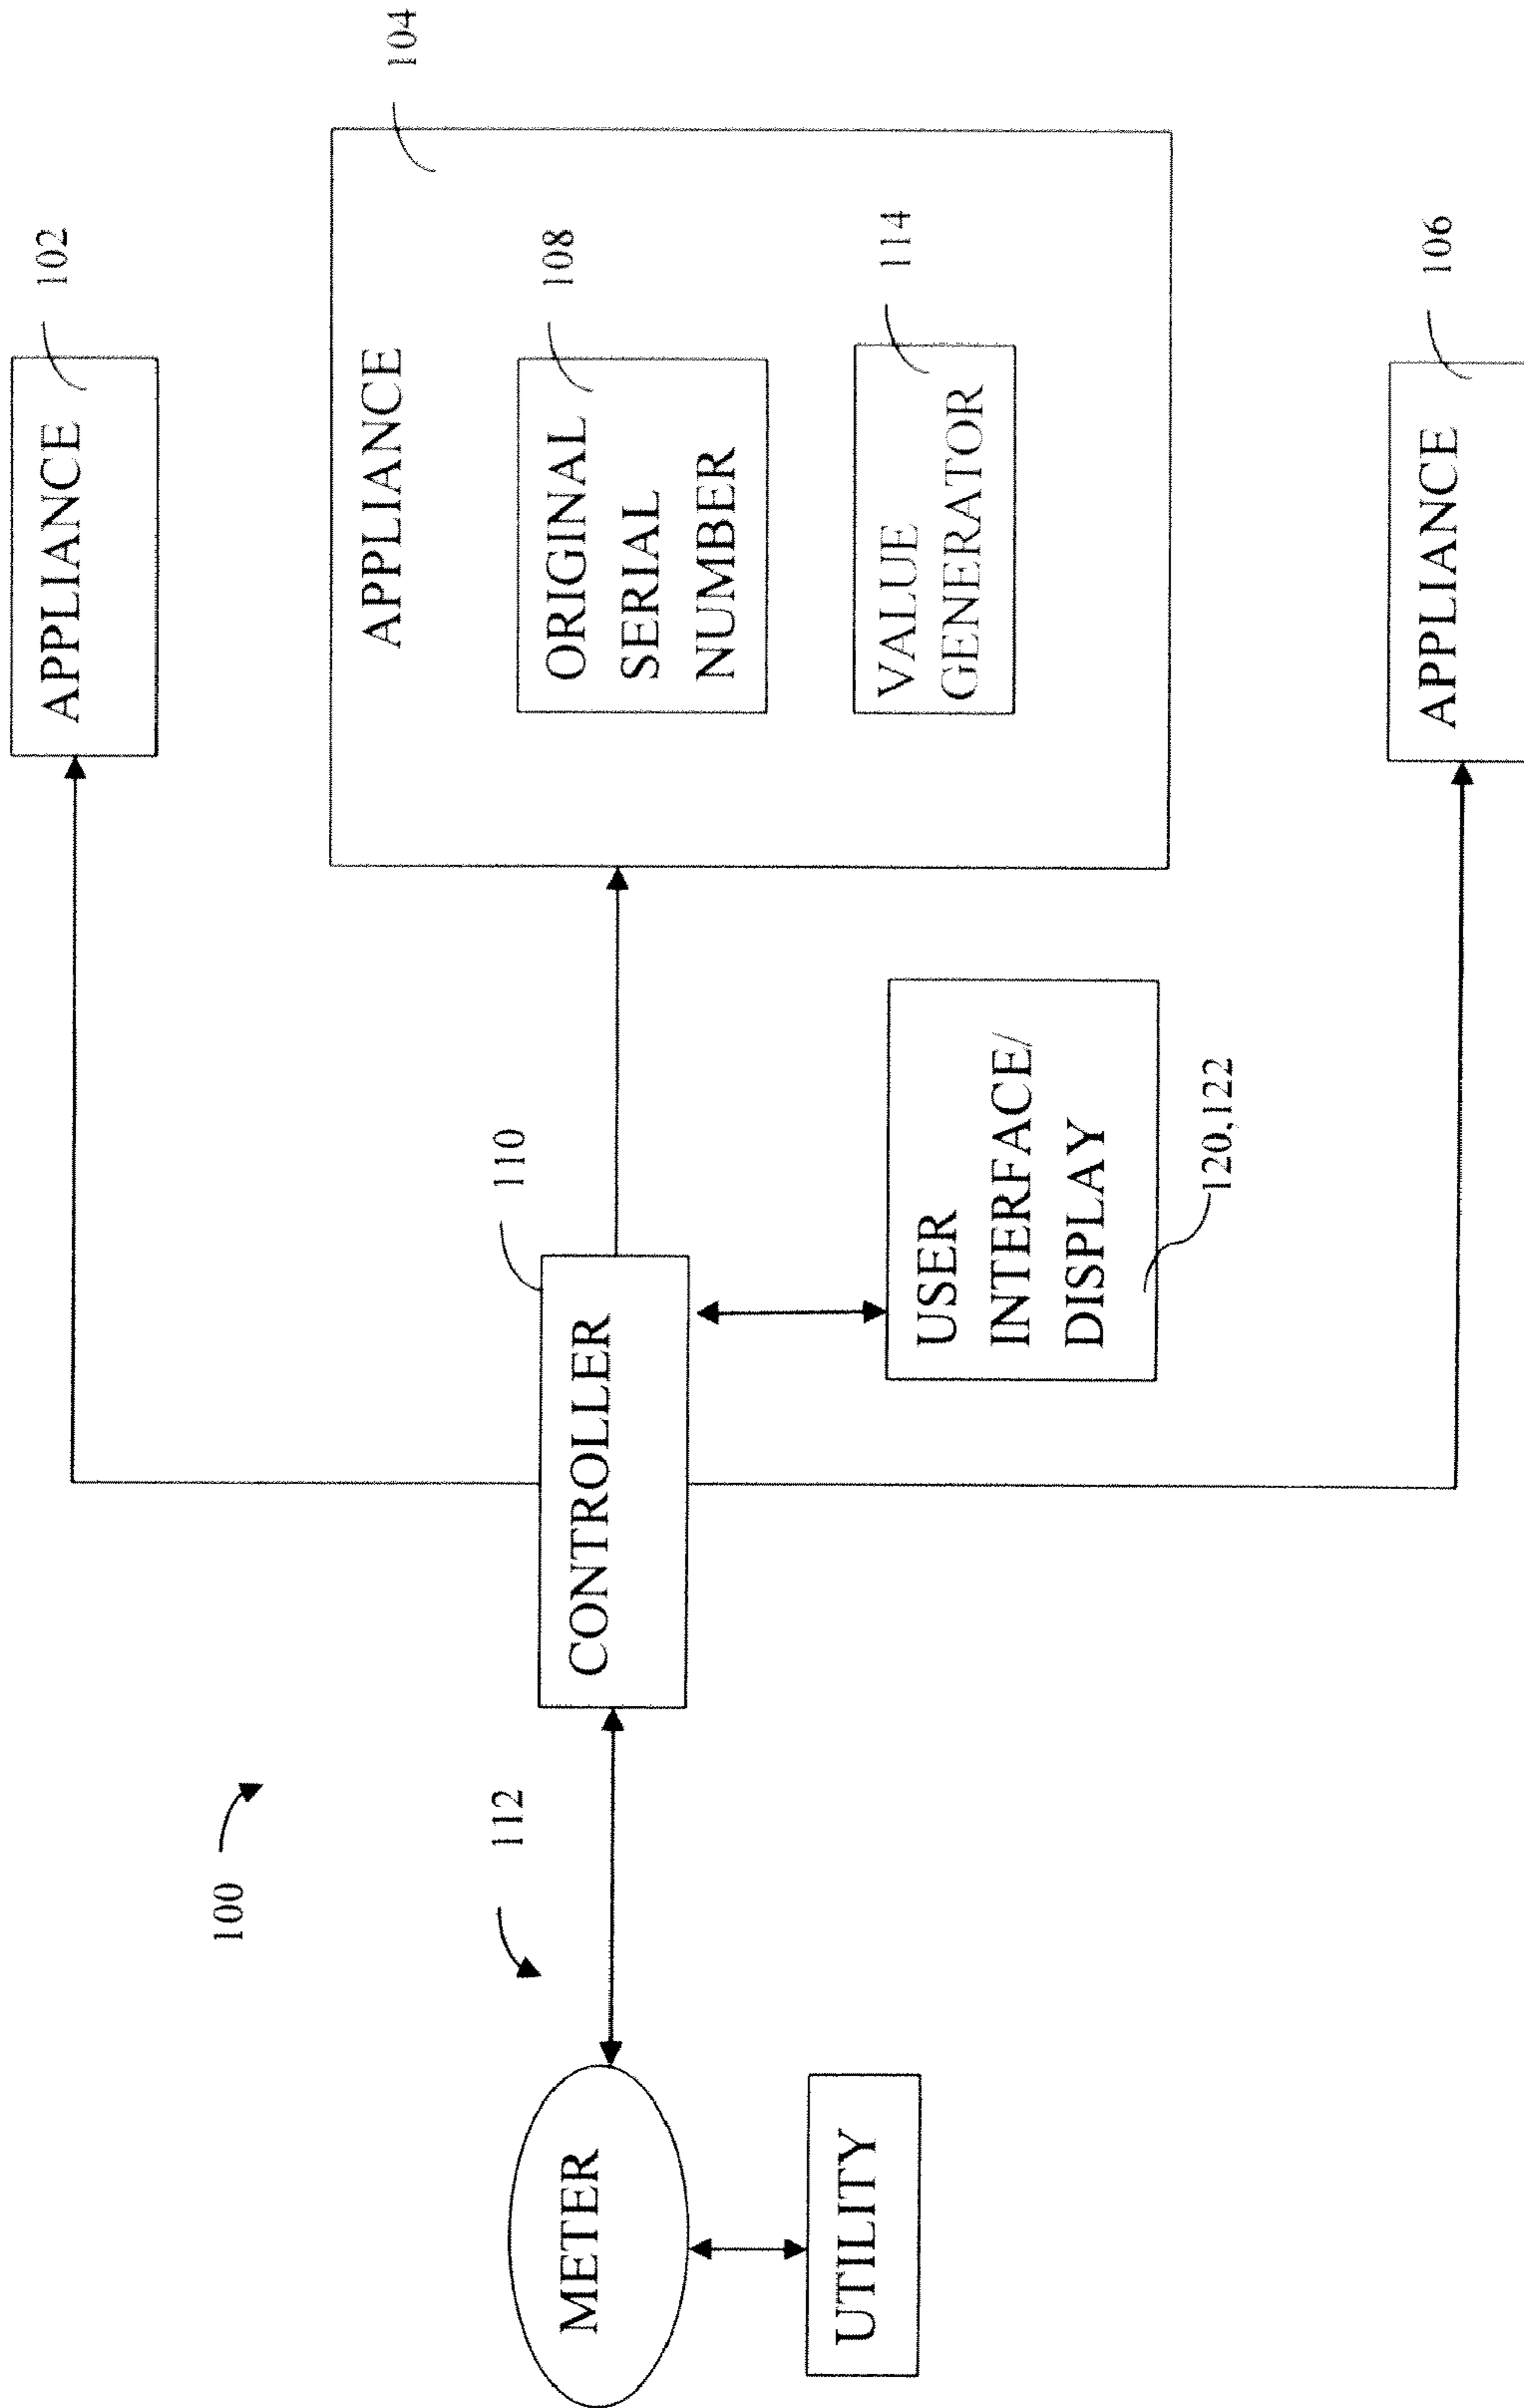 100
METER
UTILITY
112
CONTROLLER
110
USER
INTERFACE/
DISPLAY
120,122
APPLIANCE
102
APPLIANCE
104
ORIGINAL
SERIAL
NUMBER
108
VALUE
GENERATOR
114
APPLIANCE
106